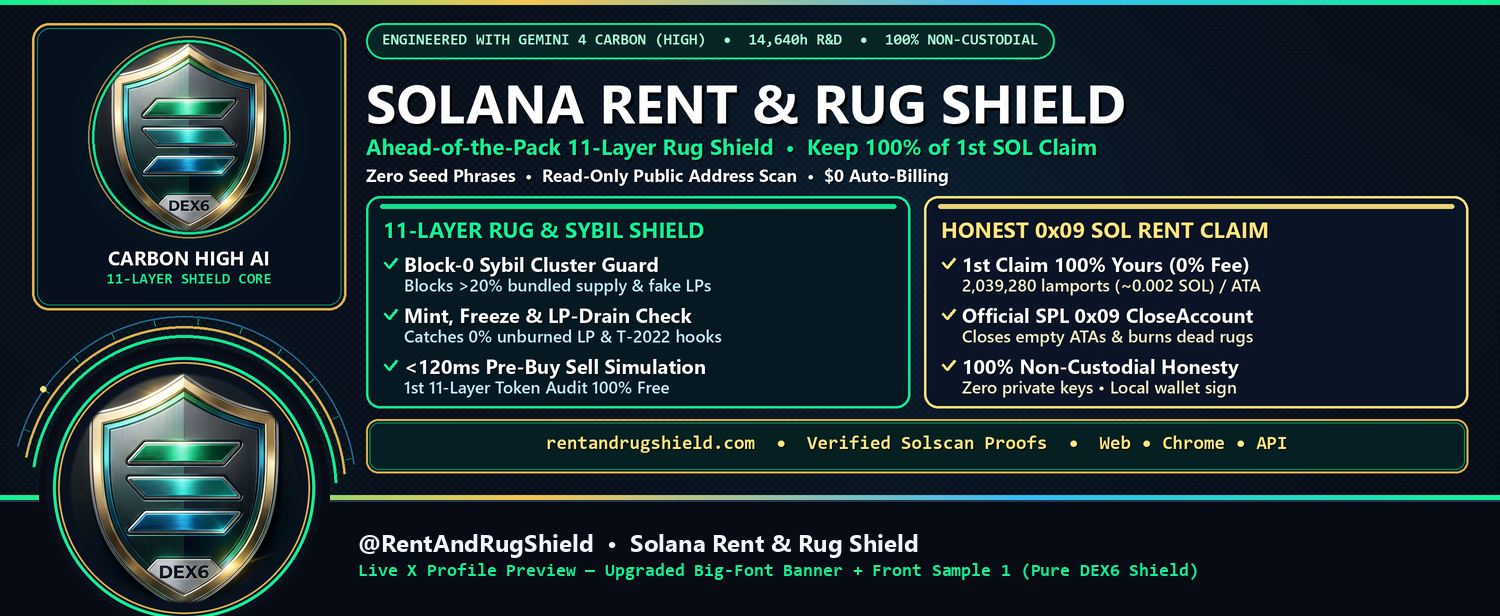 ENGINEERED WITH GEMINI 4 CARBON (HIGH) • 14,640h R&D • 100% NON-CUSTODIAL
SOLANA RENT & RUG SHIELD
Ahead-of-the-Pack 11-Layer Rug Shield • Keep 100% of 1st SOL Claim
Zero Seed Phrases • Read-Only Public Address Scan • $0 Auto-Billing
DEX6
CARBON HIGH AI
11-LAYER SHIELD CORE
11-LAYER RUG & SYBIL SHIELD
Block-0 Sybil Cluster Guard
Blocks >20% bundled supply & fake LPs
Mint, Freeze & LP-Drain Check
Catches 0% unburned LP & T-2022 hooks
<120ms Pre-Buy Sell Simulation
1st 11-Layer Token Audit 100% Free
HONEST 0x09 SOL RENT CLAIM
1st Claim 100% Yours (0% Fee)
2,039,280 lamports (~0.002 SOL) / ATA
Official SPL 0x09 CloseAccount
Closes empty ATAs & burns dead rugs
100% Non-Custodial Honesty
Zero private keys • Local wallet sign
rentandrugshield.com • Verified Solscan Proofs • Web • Chrome • API
DEX6
@RentAndRugShield • Solana Rent & Rug Shield
Live X Profile Preview — Upgraded Big-Font Banner + Front Sample 1 (Pure DEX6 Shield)